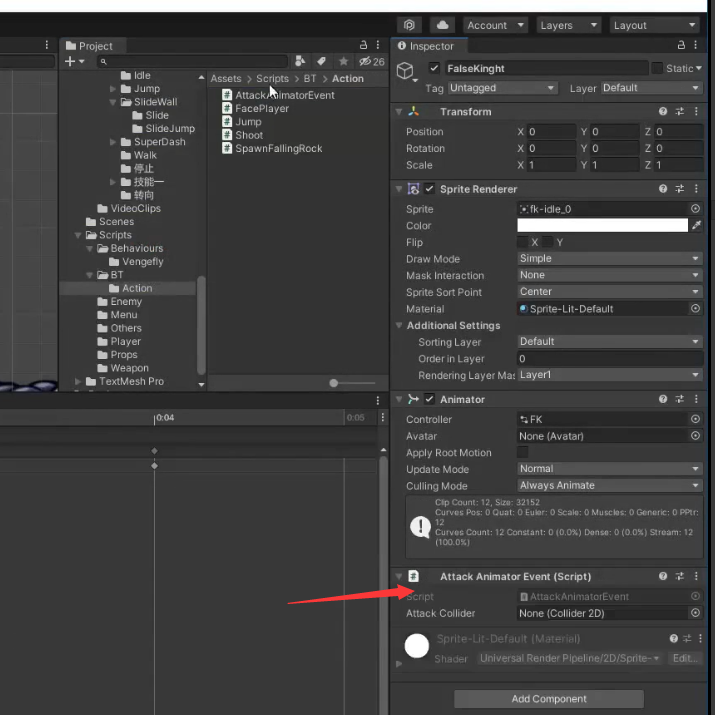 Account
Layers
Layout
Project
Inspector
26
Assets > Scripts > BT > Action
Idle
Jump
SlideWall
Slide
SlideJump
SuperDash
Walk
停止
技能一
转向
VideoClips
Scenes
Scripts
Behaviours
Vengefly
BT
Action
Enemy
Menu
Others
Player
Props
Weapon
TextMesh Pro
AttackAnimatorEvent
FacePlayer
Jump
Shoot
SpawnFallingRock
0:04
0:05
FalseKinght
Static
Tag Untagged
Layer Default
Transform
Position X 0 Y 0 Z 0
Rotation X 0 Y 0 Z 0
Scale X 1 Y 1 Z 1
Sprite Renderer
Sprite fk-idle_0
Color
Flip X Y
Draw Mode Simple
Mask Interaction None
Sprite Sort Point Center
Material Sprite-Lit-Default
Additional Settings
Sorting Layer Default
Order in Layer 0
Rendering Layer Mas Layer1
Animator
Controller FK
Avatar None (Avatar)
Apply Root Motion
Update Mode Normal
Culling Mode Always Animate
Clip Count: 12, Size: 32152
Curves Pos: 0 Quat: 0 Euler: 0 Scale: 0 Muscles: 0 Generic: 0 PPtr:
12
Curves Count: 12 Constant: 0 (0.0%) Dense: 0 (0.0%) Stream: 12
(100.0%)
Attack Animator Event (Script)
Script AttackAnimatorEvent
Attack Collider None (Collider 2D)
Sprite-Lit-Default (Material)
Shader Universal Render Pipeline/2D/Sprite- Edit...
Add Component